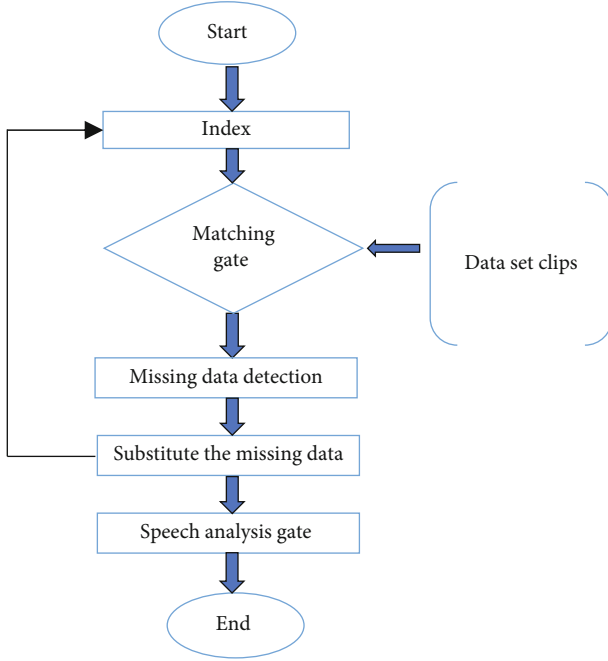 Start
Index
Matching
gate
Data set clips
Missing data detection
Substitute the missing data
Speech analysis gate
End